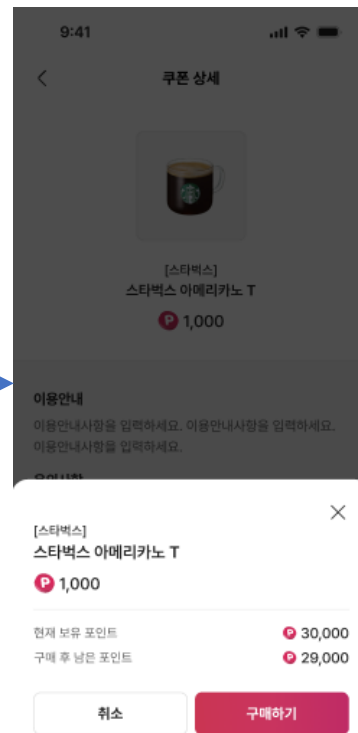 9:41
쿠폰 상세
[스타벅스]
스타벅스 아메리카노 T
P 1,000
이용안내
이용안내사항을 입력하세요. 이용안내사항을 입력하세요.
이용안내사항을 입력하세요.
[스타벅스]
스타벅스 아메리카노 T
P 1,000
현재 보유 포인트 P 30,000
구매 후 남은 포인트 P 29,000
취소 구매하기